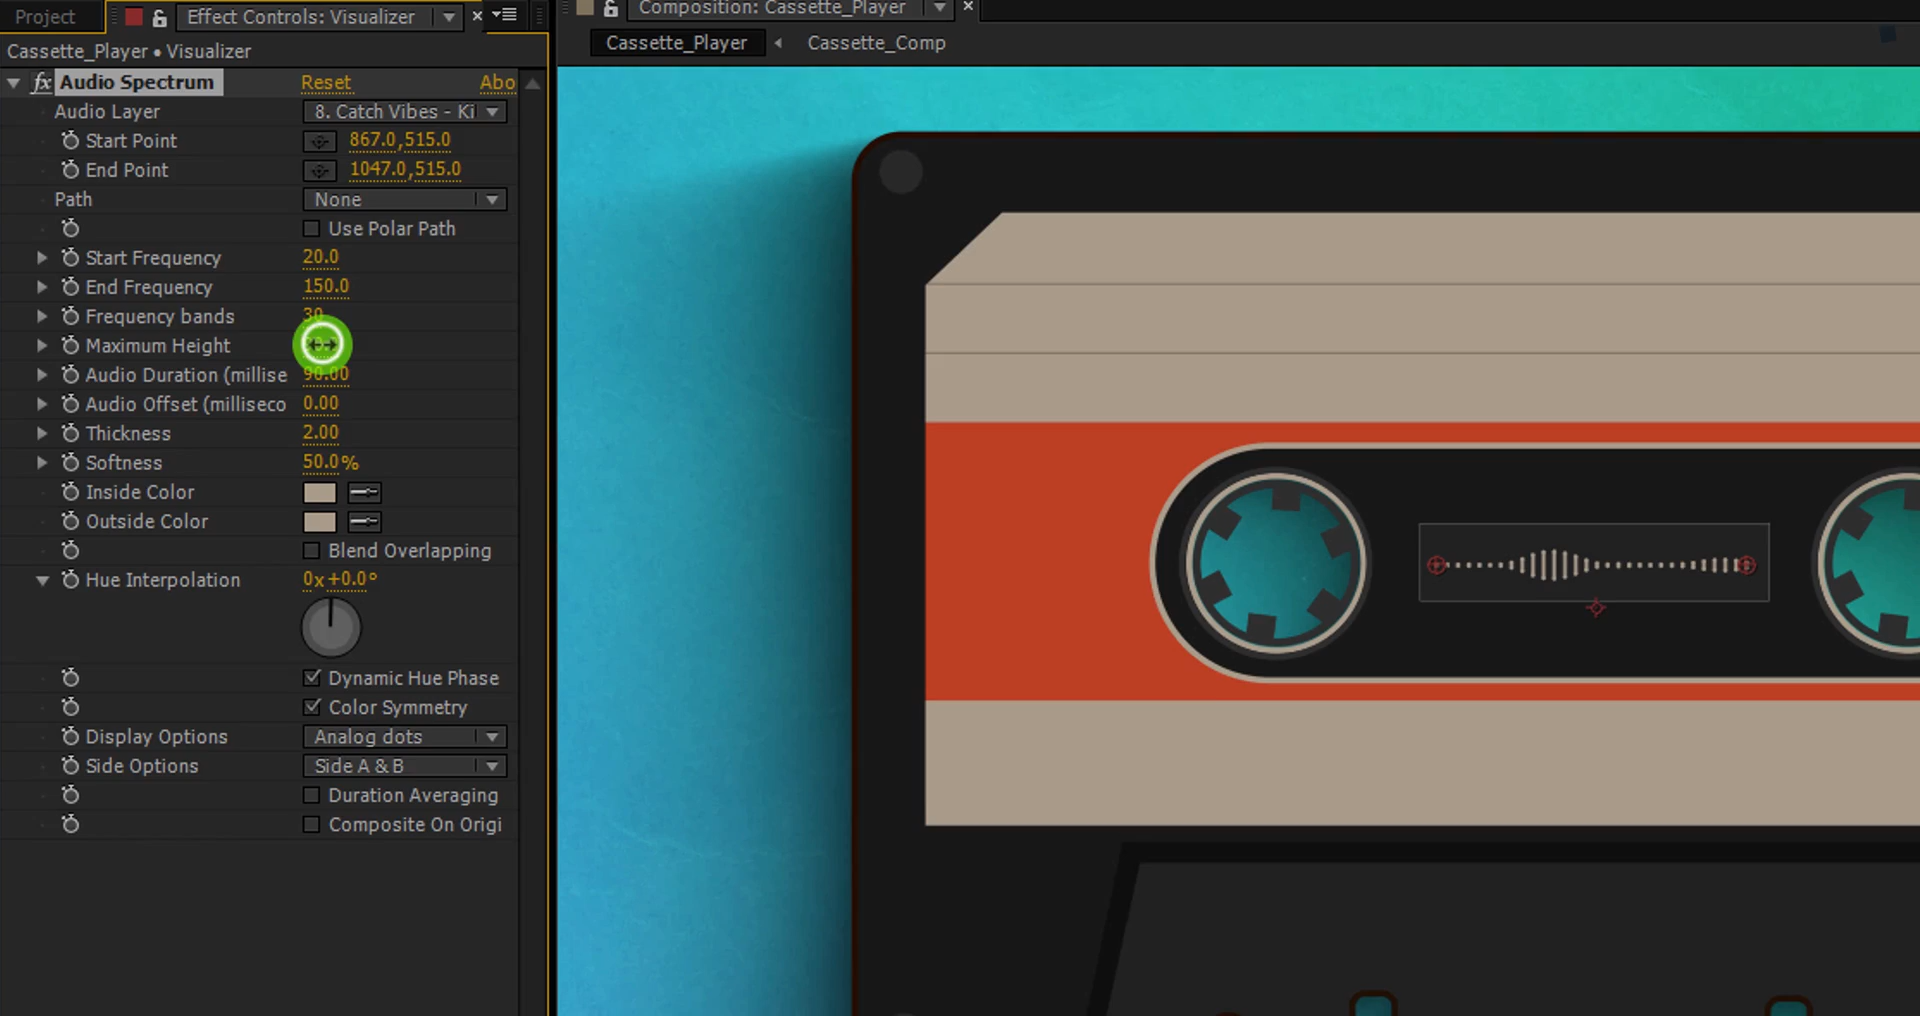 Project
Effect Controls: Visualizer
Composition: Cassette_Player
Cassette_Player
Cassette_Comp
Cassette_Player • Visualizer
fx Audio Spectrum Reset Abo
Audio Layer 8. Catch Vibes - Ki
Start Point 867.0,515.0
End Point 1047.0,515.0
Path None
Use Polar Path
Start Frequency 20.0
End Frequency 150.0
Frequency bands 30
Maximum Height
Audio Duration (millise 90.00
Audio Offset (milliseco 0.00
Thickness 2.00
Softness 50.0%
Inside Color
Outside Color
Blend Overlapping
Hue Interpolation 0x+0.0°
Dynamic Hue Phase
Color Symmetry
Display Options Analog dots
Side Options Side A & B
Duration Averaging
Composite On Origi